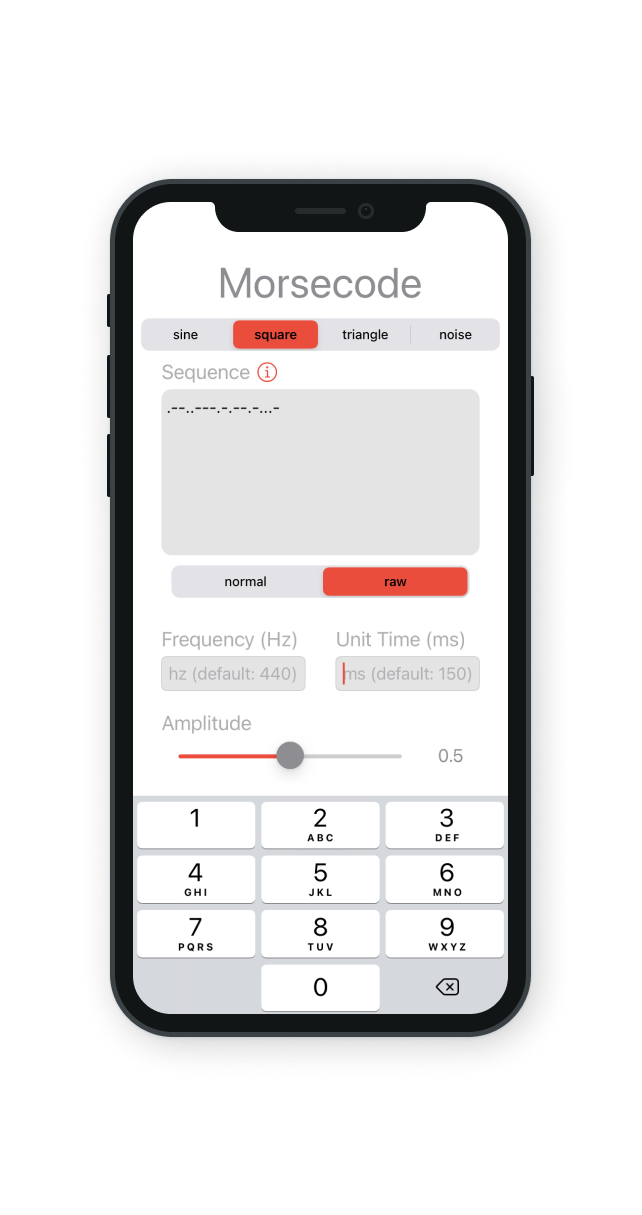 Morsecode
sine square triangle noise
Sequence i
.--..---.-.--.-...-
normal raw
Frequency (Hz) Unit Time (ms)
hz (default: 440) ms (default: 150)
Amplitude
0.5
1 2 3
ABC DEF
4 5 6
GHI JKL MNO
7 8 9
PQRS TUV WXYZ
0